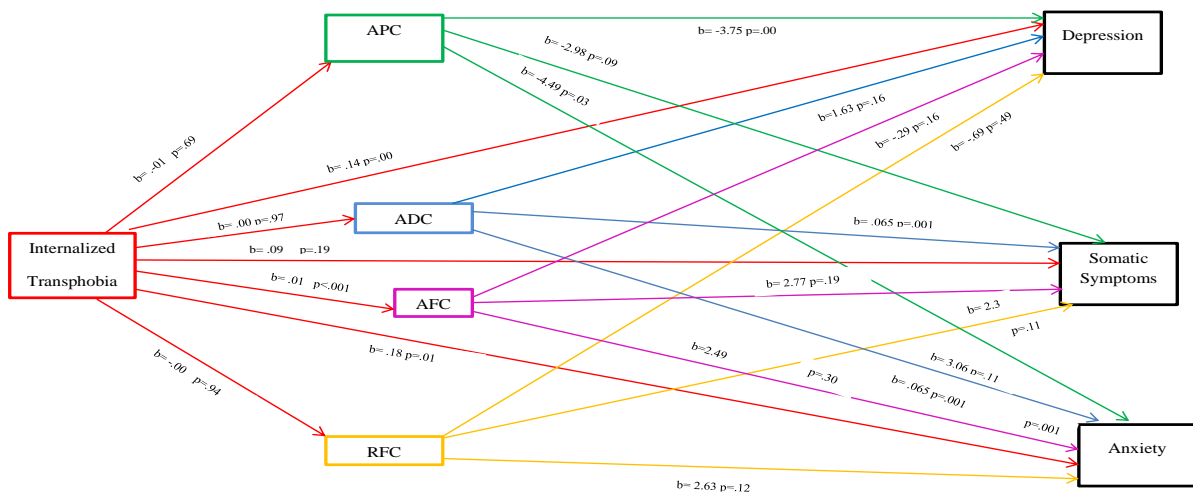 APC
b= -3.75 p=.00
Depression
b= -2.98 p=.09
b= -4.49 p=.03
b=1.63 p=.16
b= -.29 p=.16
b=-.69 p=.49
b= .-01 p=.69
b= .14 p=.00
ADC
b= .00 p=.97
b= .065 p=.001
Internalized
Transphobia
b= .09 p=.19
Somatic
Symptoms
b= .01 p<.001
AFC
b= 2.77 p=.19
b= 2.3
p=.11
b= .18 p=.01
b=2.49
p=.30
b=3.06 p=.11
b= .065 p=.001
p=.001
b=-.00 p=.94
RFC
Anxiety
b= 2.63 p=.12